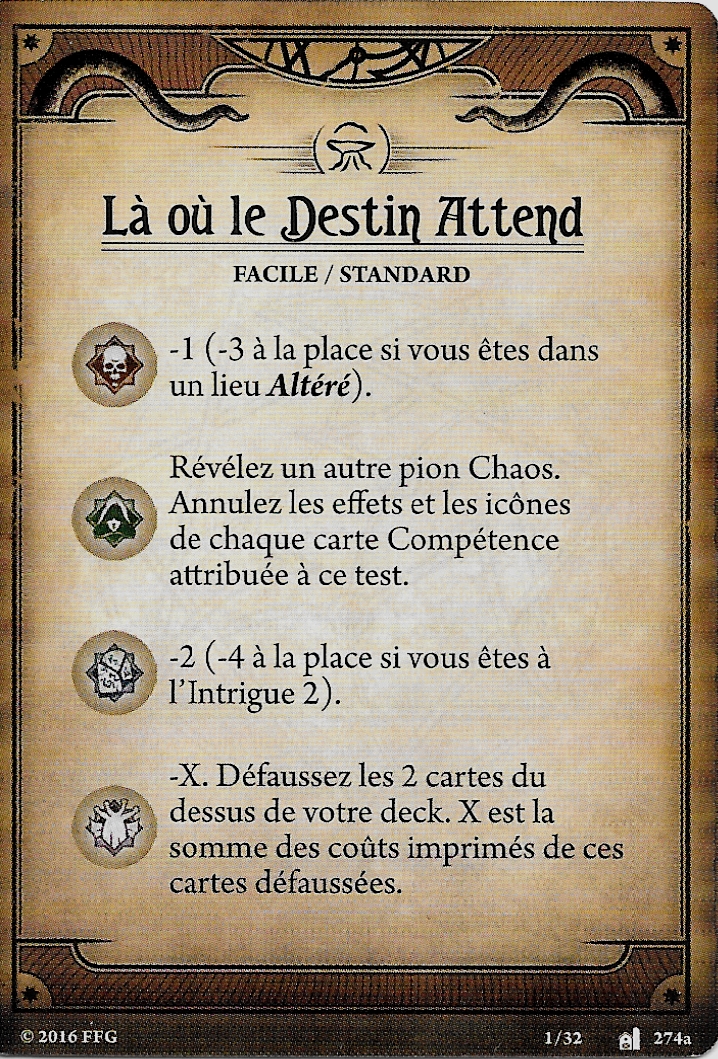 Là où le Destin Attend
FACILE / STANDARD
-1 (-3 à la place si vous êtes dans
un lieu Altéré).
Révélez un autre pion Chaos.
Annulez les effets et les icônes
de chaque carte Compétence
attribuée à ce test.
-2 (-4 à la place si vous êtes à
l'Intrigue 2).
-X. Défaussez les 2 cartes du
dessus de votre deck. X est la
somme des coûts imprimés de ces
cartes défaussées.
© 2016 FFG
1/32
274a